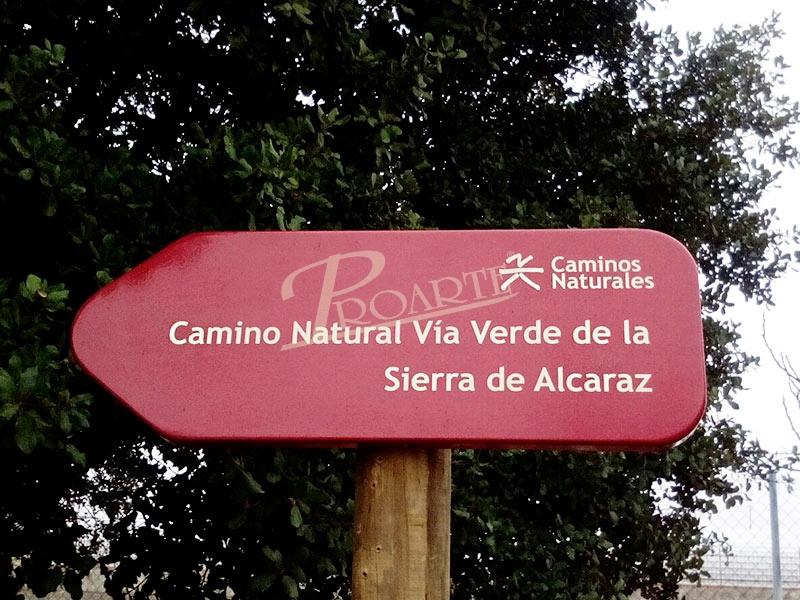 PROARTE®
Caminos
Naturales
Camino Natural Vía Verde de la
Sierra de Alcaraz